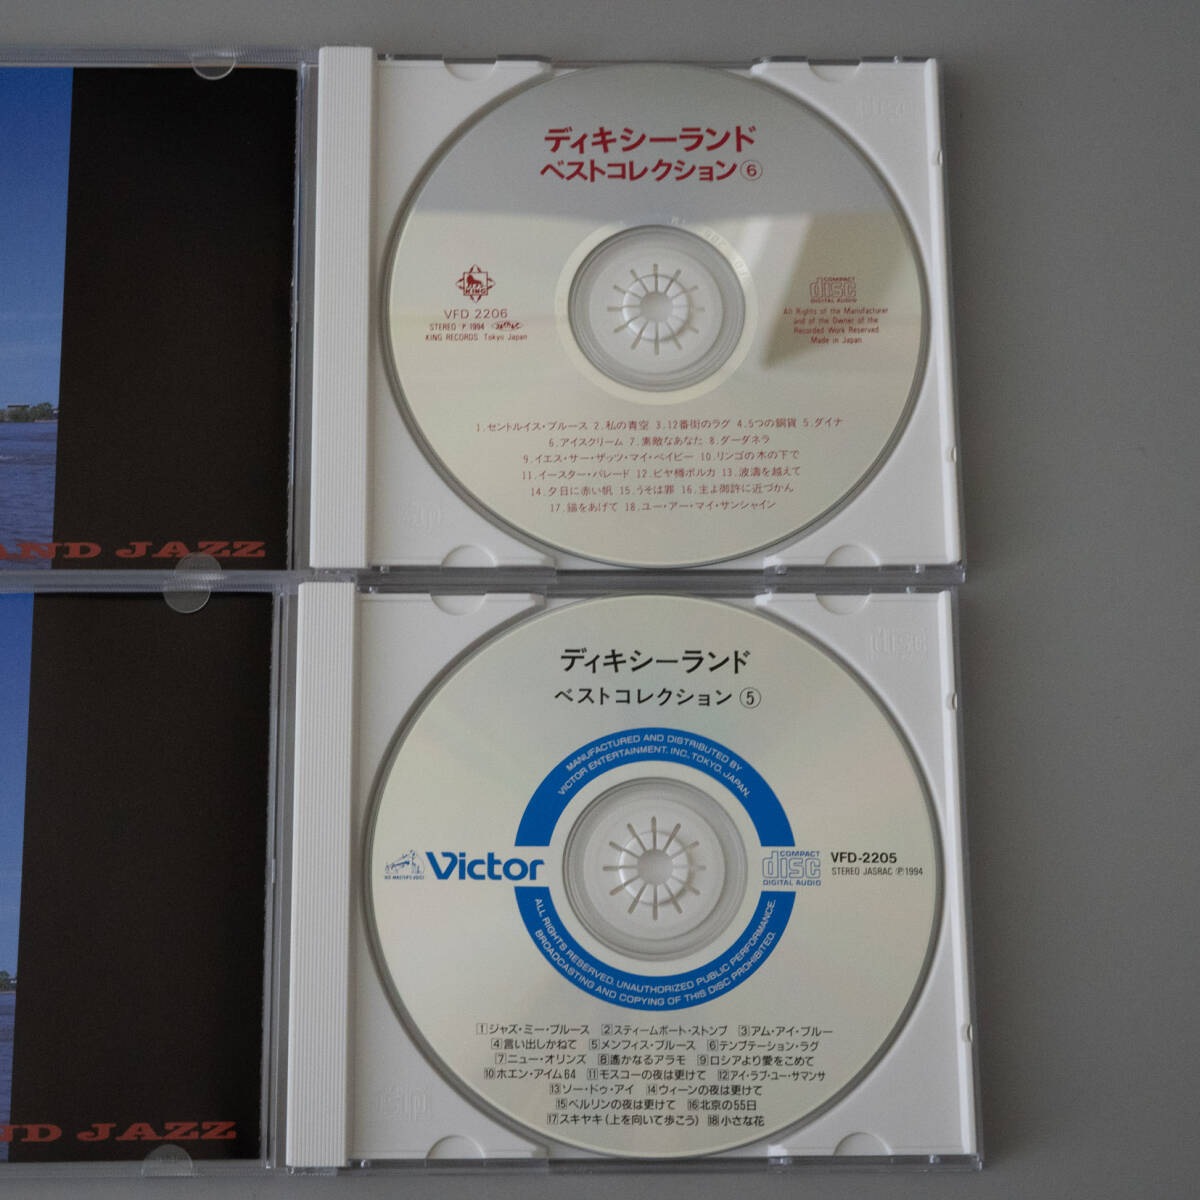 ディキシーランド
ベストコレクション⑥
KING
VFD 2206
STEREO Ⓟ 1994 JASRAC
KING RECORDS Tokyo Japan
COMPACT
disc
DIGITAL AUDIO
All Rights of the Manufacturer
and of the Owner of the
Recorded Work Reserved
Made in Japan
1.セントルイス・ブルース 2.私の青空 3.12番街のラグ 4.5つの銅貨 5.ダイナ
6.アイスクリーム 7.素敵なあなた 8.ダーダネラ
9.イエス・サー・ザッツ・マイ・ベイビー 10.リンゴの木の下で
11.イースター・パレード 12.ビヤ樽ポルカ 13.波濤を越えて
14.夕日に赤い帆 15.うそは罪 16.主よ御許に近づかん
17.錨をあげて 18.ユー・アー・マイ・サンシャイン
AND JAZZ
ディキシーランド
ベストコレクション⑤
MANUFACTURED AND DISTRIBUTED BY
VICTOR ENTERTAINMENT. INC. TOKYO. JAPAN.
HIS MASTER'S VOICE
Victor
COMPACT
disc
DIGITAL AUDIO
VFD-2205
STEREO JASRAC Ⓟ1994
ALL RIGHTS RESERVED. UNAUTHORIZED PUBLIC PERFORMANCE.
BROADCASTING AND COPYING OF THIS DISC PROHIBITED.
1ジャズ・ミー・ブルース 2スティームボート・ストンプ 3アム・アイ・ブルー
4言い出しかねて 5メンフィス・ブルース 6テンプテーション・ラグ
7ニュー・オリンズ 8遙かなるアラモ 9ロシアより愛をこめて
10ホエン・アイム64 11モスコーの夜は更けて 12アイ・ラブ・ユー・サマンサ
13ソー・ドゥ・アイ 14ウィーンの夜は更けて
15ベルリンの夜は更けて 16北京の55日
17スキヤキ(上を向いて歩こう) 18小さな花
ND JAZZ